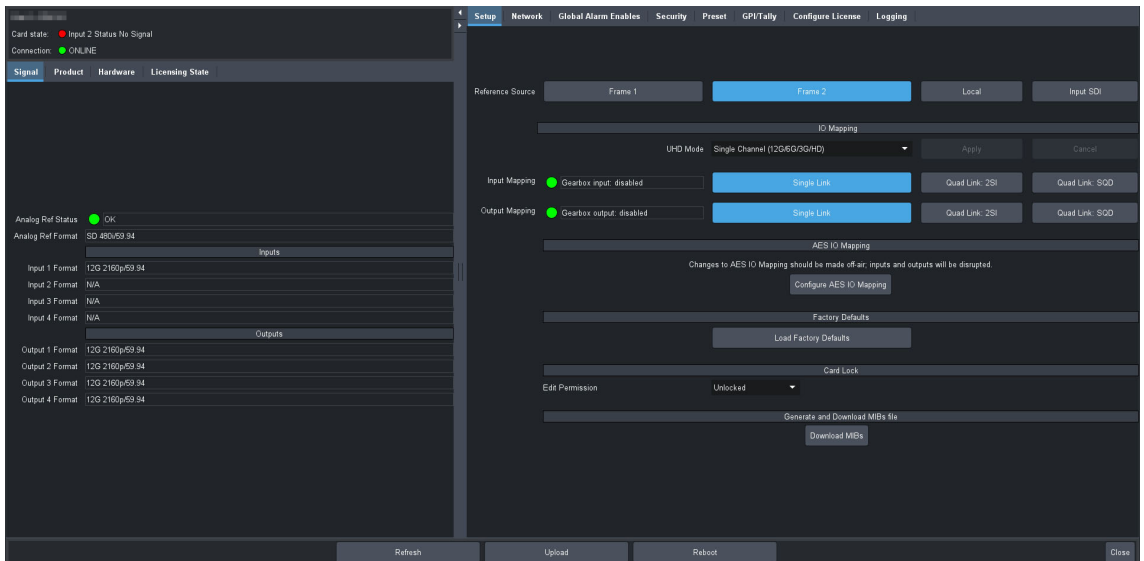 Card state: Input 2 Status No Signal
Connection: ONLINE
Signal Product Hardware Licensing State
Analog Ref Status OK
Analog Ref Format SD 480i/59.94
Inputs
Input 1 Format 12G 2160p/59.94
Input 2 Format N/A
Input 3 Format N/A
Input 4 Format N/A
Outputs
Output 1 Format 12G 2160p/59.94
Output 2 Format 12G 2160p/59.94
Output 3 Format 12G 2160p/59.94
Output 4 Format 12G 2160p/59.94
Setup Network Global Alarm Enables Security Preset GPI/Tally Configure License Logging
Reference Source Frame 1 Frame 2 Local Input SDI
IO Mapping
UHD Mode Single Channel (12G/6G/3G/HD) Apply Cancel
Input Mapping Gearbox input: disabled Single Link Quad Link: 2SI Quad Link: SQD
Output Mapping Gearbox output: disabled Single Link Quad Link: 2SI Quad Link: SQD
AES IO Mapping
Changes to AES IO Mapping should be made off-air; inputs and outputs will be disrupted.
Configure AES IO Mapping
Factory Defaults
Load Factory Defaults
Card Lock
Edit Permission Unlocked
Generate and Download MIBs file
Download MIBs
Refresh Upload Reboot Close